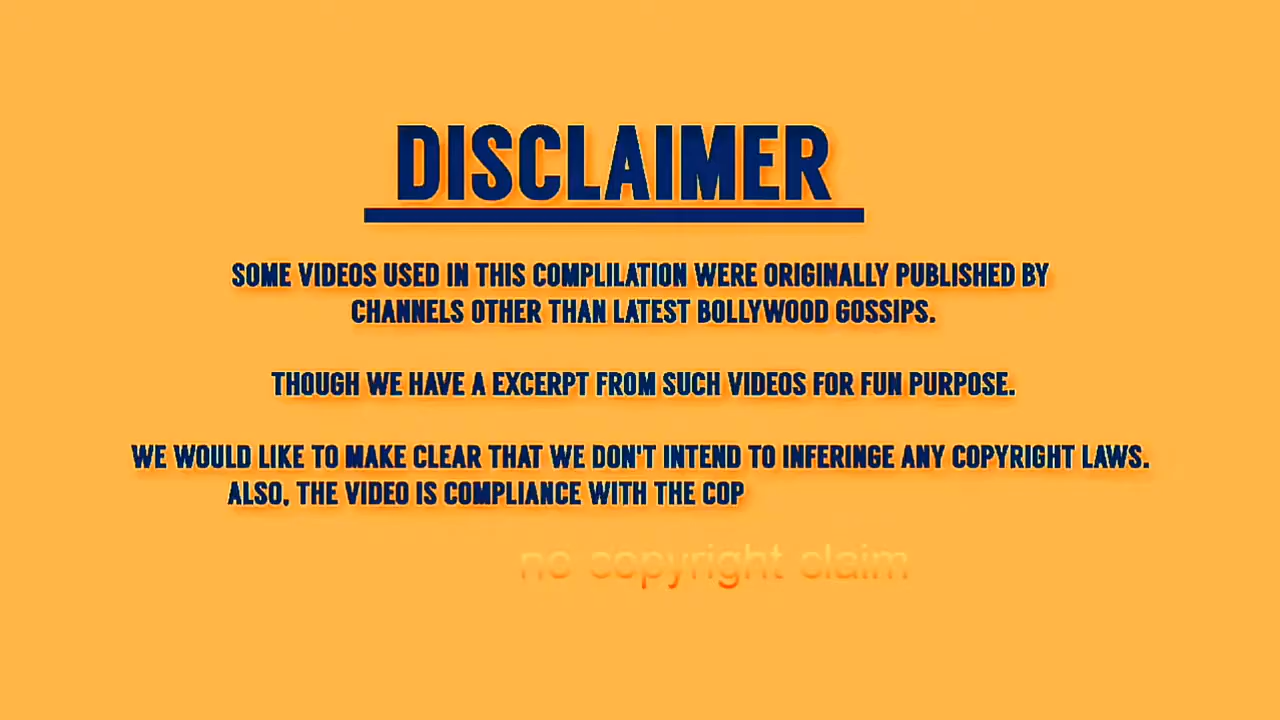 DISCLAIMER
SOME VIDEOS USED IN THIS COMPLILATION WERE ORIGINALLY PUBLISHED BY
CHANNELS OTHER THAN LATEST BOLLYWOOD GOSSIPS.
THOUGH WE HAVE A EXCERPT FROM SUCH VIDEOS FOR FUN PURPOSE.
WE WOULD LIKE TO MAKE CLEAR THAT WE DON'T INTEND TO INFERINGE ANY COPYRIGHT LAWS.
ALSO, THE VIDEO IS COMPLIANCE WITH THE COP
no copyright claim